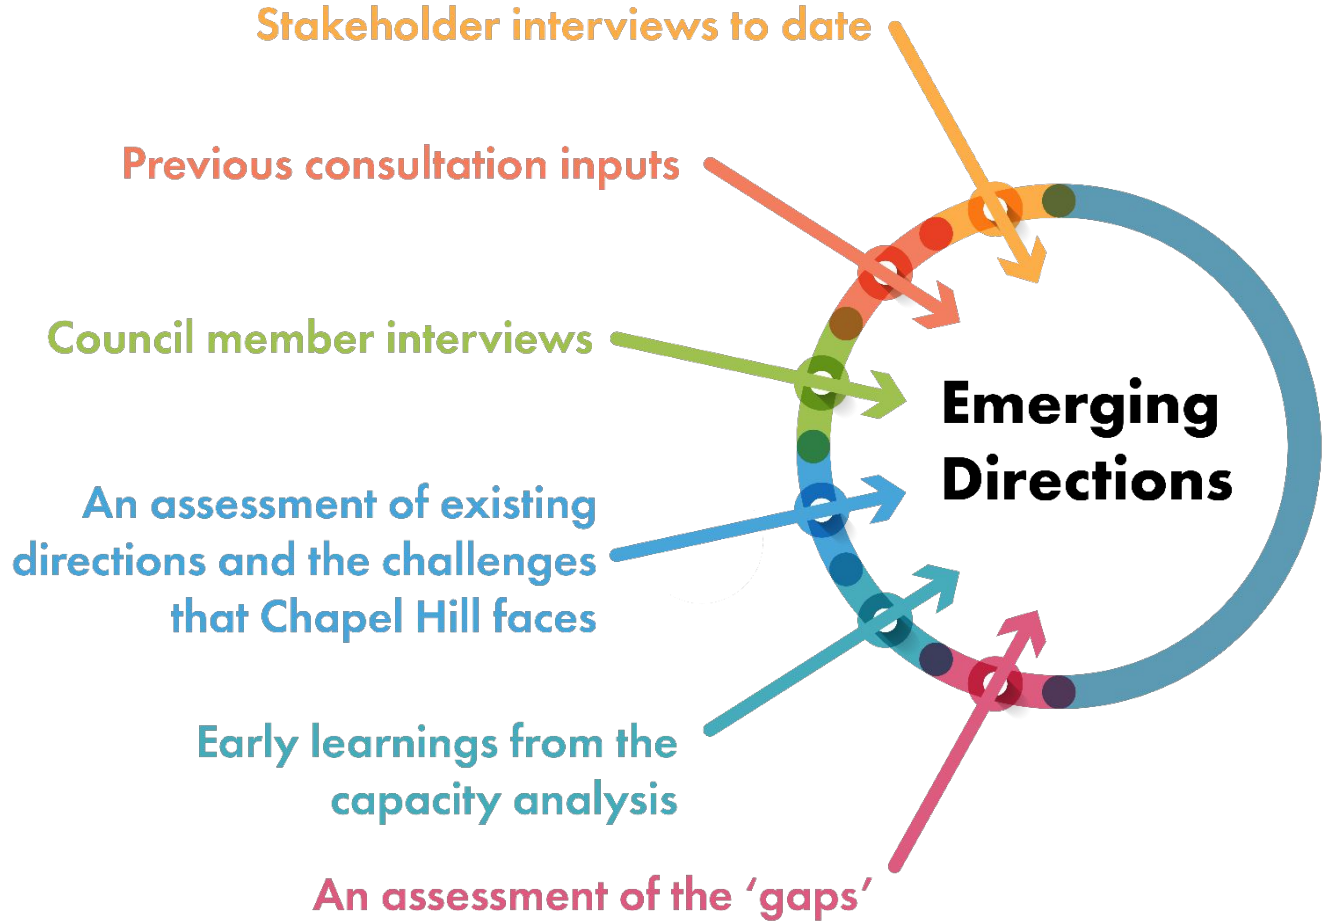 Stakeholder interviews to date
Previous consultation inputs
Council member interviews
Emerging
Directions
An assessment of existing
directions and the challenges
that Chapel Hill faces
Early learnings from the
capacity analysis
An assessment of the ‘gaps’